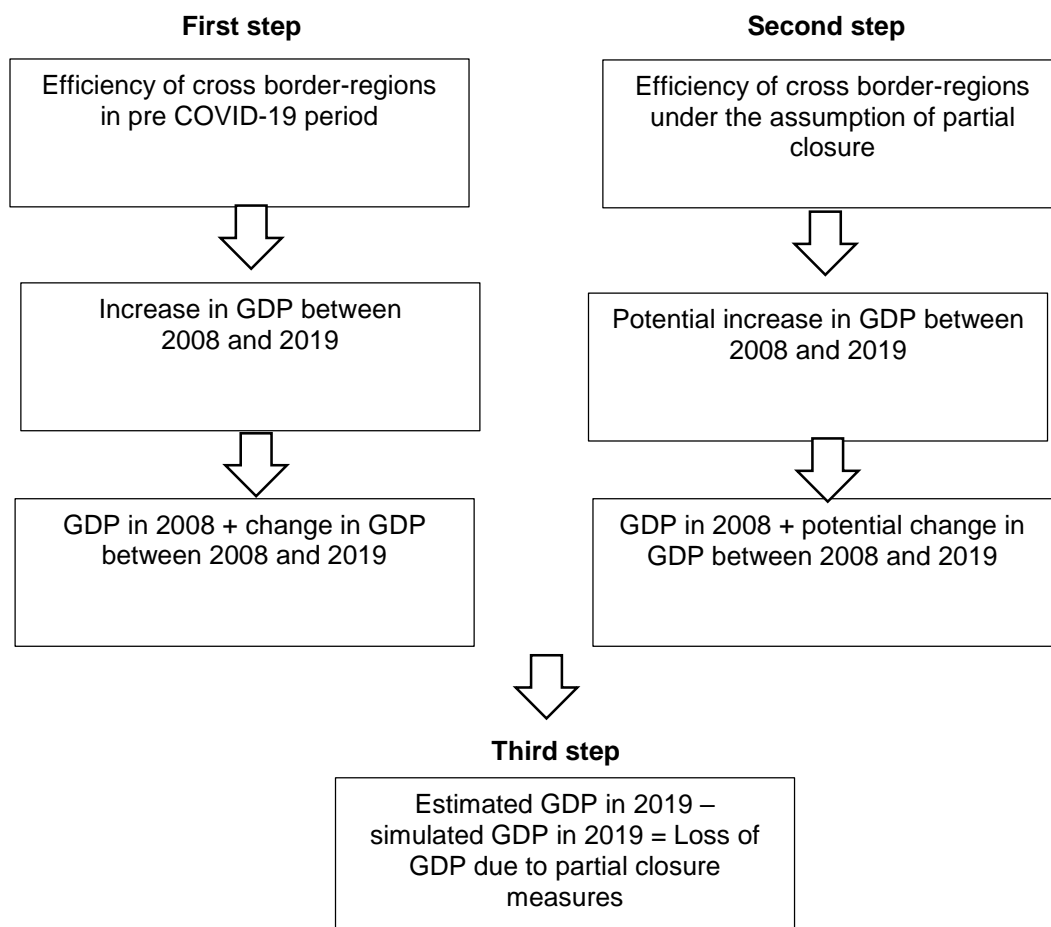 First step
Efficiency of cross border-regions
in pre COVID-19 period
Increase in GDP between
2008 and 2019
GDP in 2008 + change in GDP
between 2008 and 2019
Second step
Efficiency of cross border-regions
under the assumption of partial
closure
Potential increase in GDP between
2008 and 2019
GDP in 2008 + potential change in
GDP between 2008 and 2019
Third step
Estimated GDP in 2019 –
simulated GDP in 2019 = Loss of
GDP due to partial closure
measures